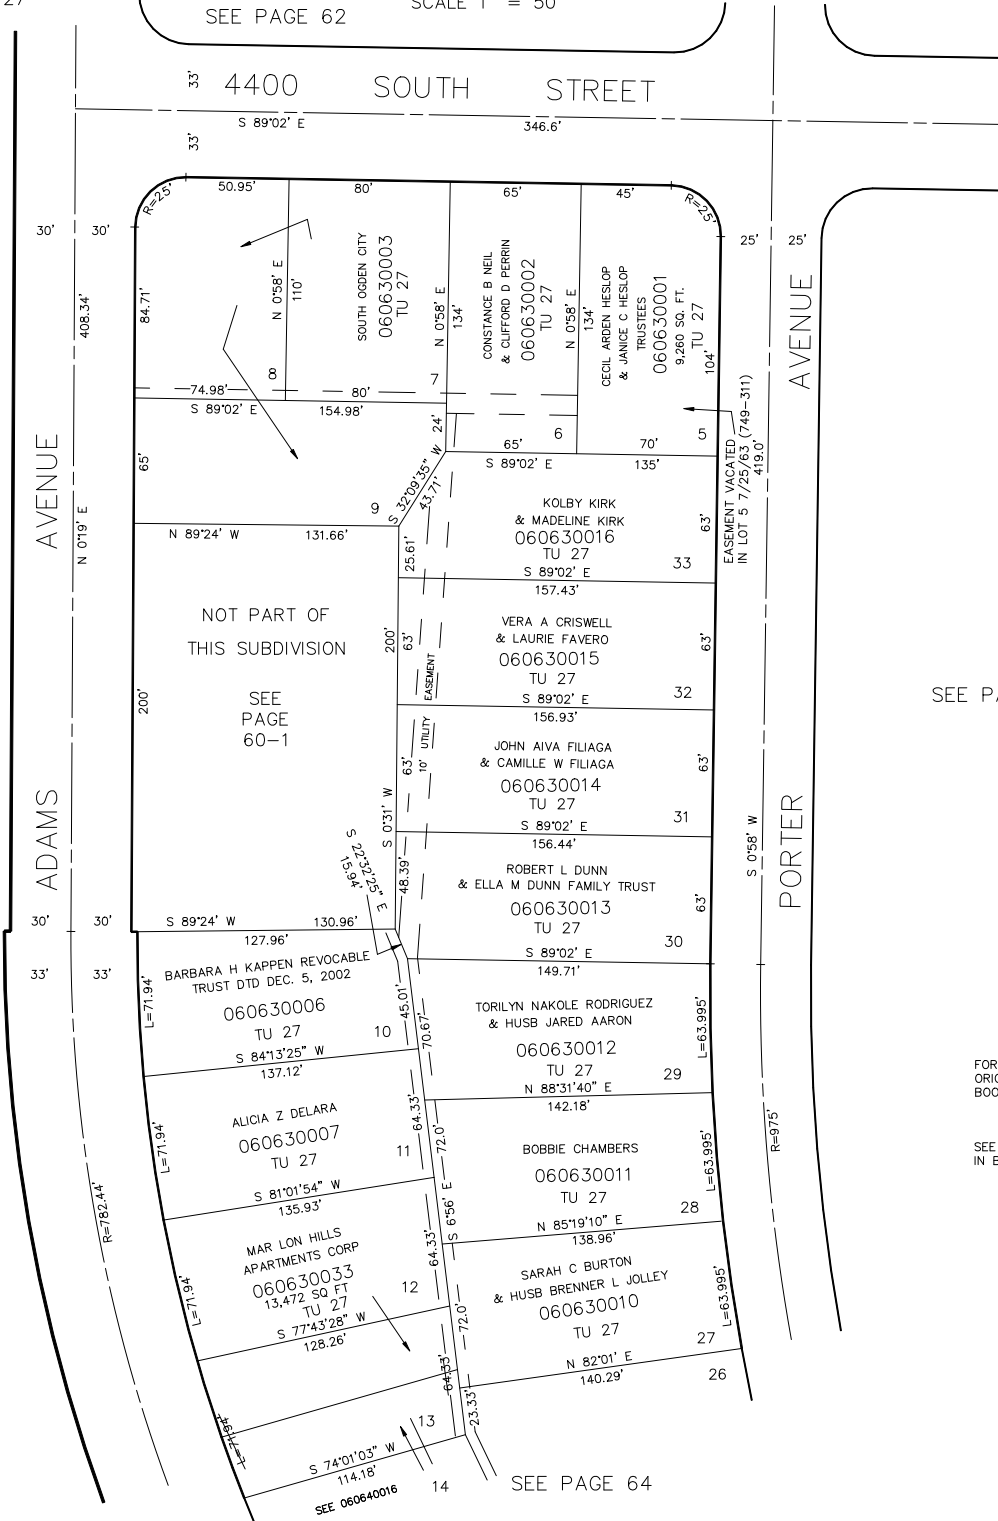 27
SEE PAGE 62
SCALE 1" = 50'
33'
4400 SOUTH STREET
S 89°02' E
346.6'
33'
R=25'
50.95'
80'
65'
45'
R=25'
30'
30'
25'
25'
408.34'
84.71'
N 0°58' E
110'
SOUTH OGDEN CITY
060630003
TU 27
N 0°58' E
134'
CONSTANCE B NEIL
& CLIFFORD D PERRIN
060630002
TU 27
N 0°58' E
134'
CECIL ARDEN HESLOP
& JANICE C HESLOP
TRUSTEES
060630001
9,260 SQ. FT.
TU 27
104'
AVENUE
8
7
74.98'
80'
S 89°02' E
154.98'
24'
6
5
65'
70'
S 89°02' E
135'
EASEMENT VACATED
IN LOT 5 7/25/63 (749-311)
419.0'
AVENUE
65'
N 0°19' E
9
S 32°09'35" W
43.71'
N 89°24' W
131.66'
KOLBY KIRK
& MADELINE KIRK
060630016
TU 27
33
63'
25.61'
S 89°02' E
157.43'
NOT PART OF
THIS SUBDIVISION
SEE
PAGE
60-1
200'
200'
63'
VERA A CRISWELL
& LAURIE FAVERO
060630015
TU 27
32
63'
S 89°02' E
156.93'
10' UTILITY EASEMENT
SEE PA
63'
JOHN AIVA FILIAGA
& CAMILLE W FILIAGA
060630014
TU 27
31
63'
S 89°02' E
156.44'
ADAMS
S 0°31' W
S 22°32'25" E
15.94'
48.39'
ROBERT L DUNN
& ELLA M DUNN FAMILY TRUST
060630013
TU 27
30
63'
S 0°58' W
PORTER
30'
30'
S 89°24' W
130.96'
127.96'
S 89°02' E
149.71'
33'
33'
BARBARA H KAPPEN REVOCABLE
TRUST DTD DEC. 5, 2002
060630006
TU 27
10
L=71.94'
45.01'
70.67'
TORILYN NAKOLE RODRIGUEZ
& HUSB JARED AARON
060630012
TU 27
29
L=63.995'
S 84°13'25" W
137.12'
N 88°31'40" E
142.18'
FOR
ORIG
BOO
ALICIA Z DELARA
060630007
TU 27
11
L=71.94'
64.33'
72.0'
BOBBIE CHAMBERS
060630011
TU 27
28
L=63.995'
R=975'
SEE
IN B
S 81°01'54" W
135.93'
S 6°56' E
N 85°19'10" E
138.96'
R=782.44'
MAR LON HILLS
APARTMENTS CORP
060630033
13,472 SQ FT
TU 27
12
L=71.94'
64.33'
72.0'
SARAH C BURTON
& HUSB BRENNER L JOLLEY
060630010
TU 27
27
L=63.995'
S 77°43'28" W
128.26'
N 82°01' E
140.29'
26
64.33'
23.33'
L=71.94'
13
S 74°01'03" W
114.18'
SEE 060640016
14
SEE PAGE 64